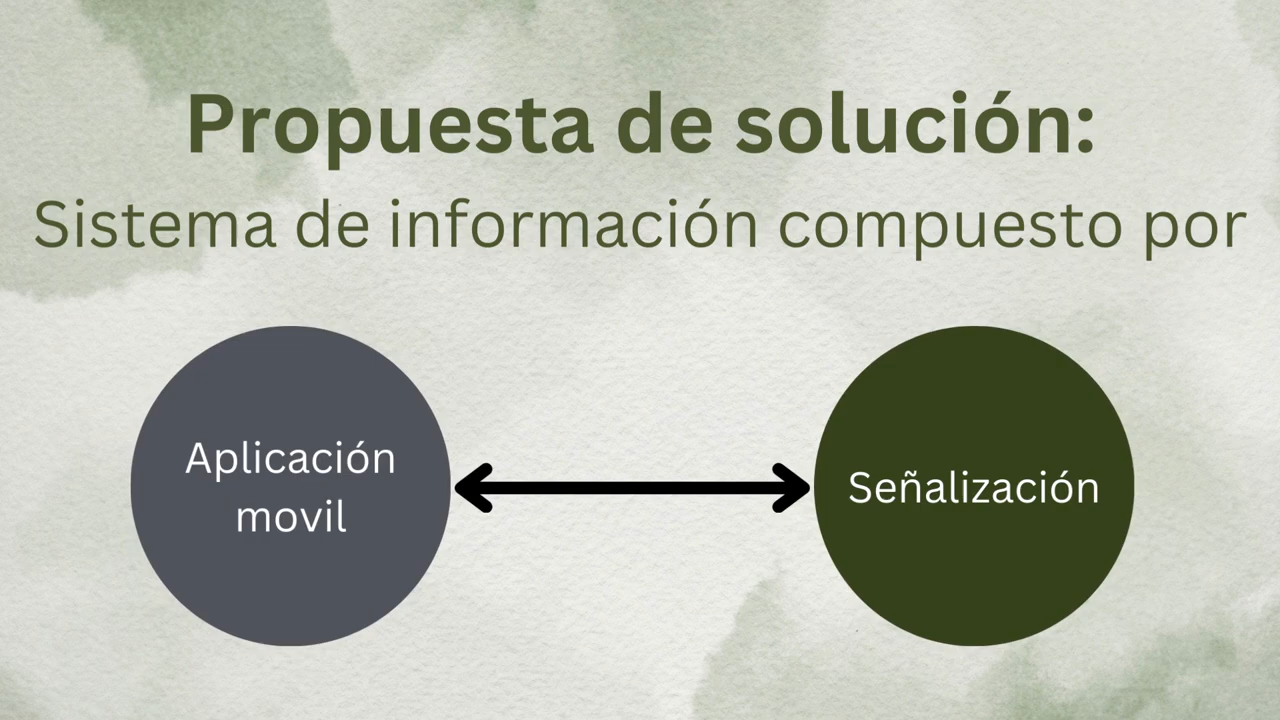 Propuesta de solución:
Sistema de información compuesto por
Aplicación
movil
Señalización